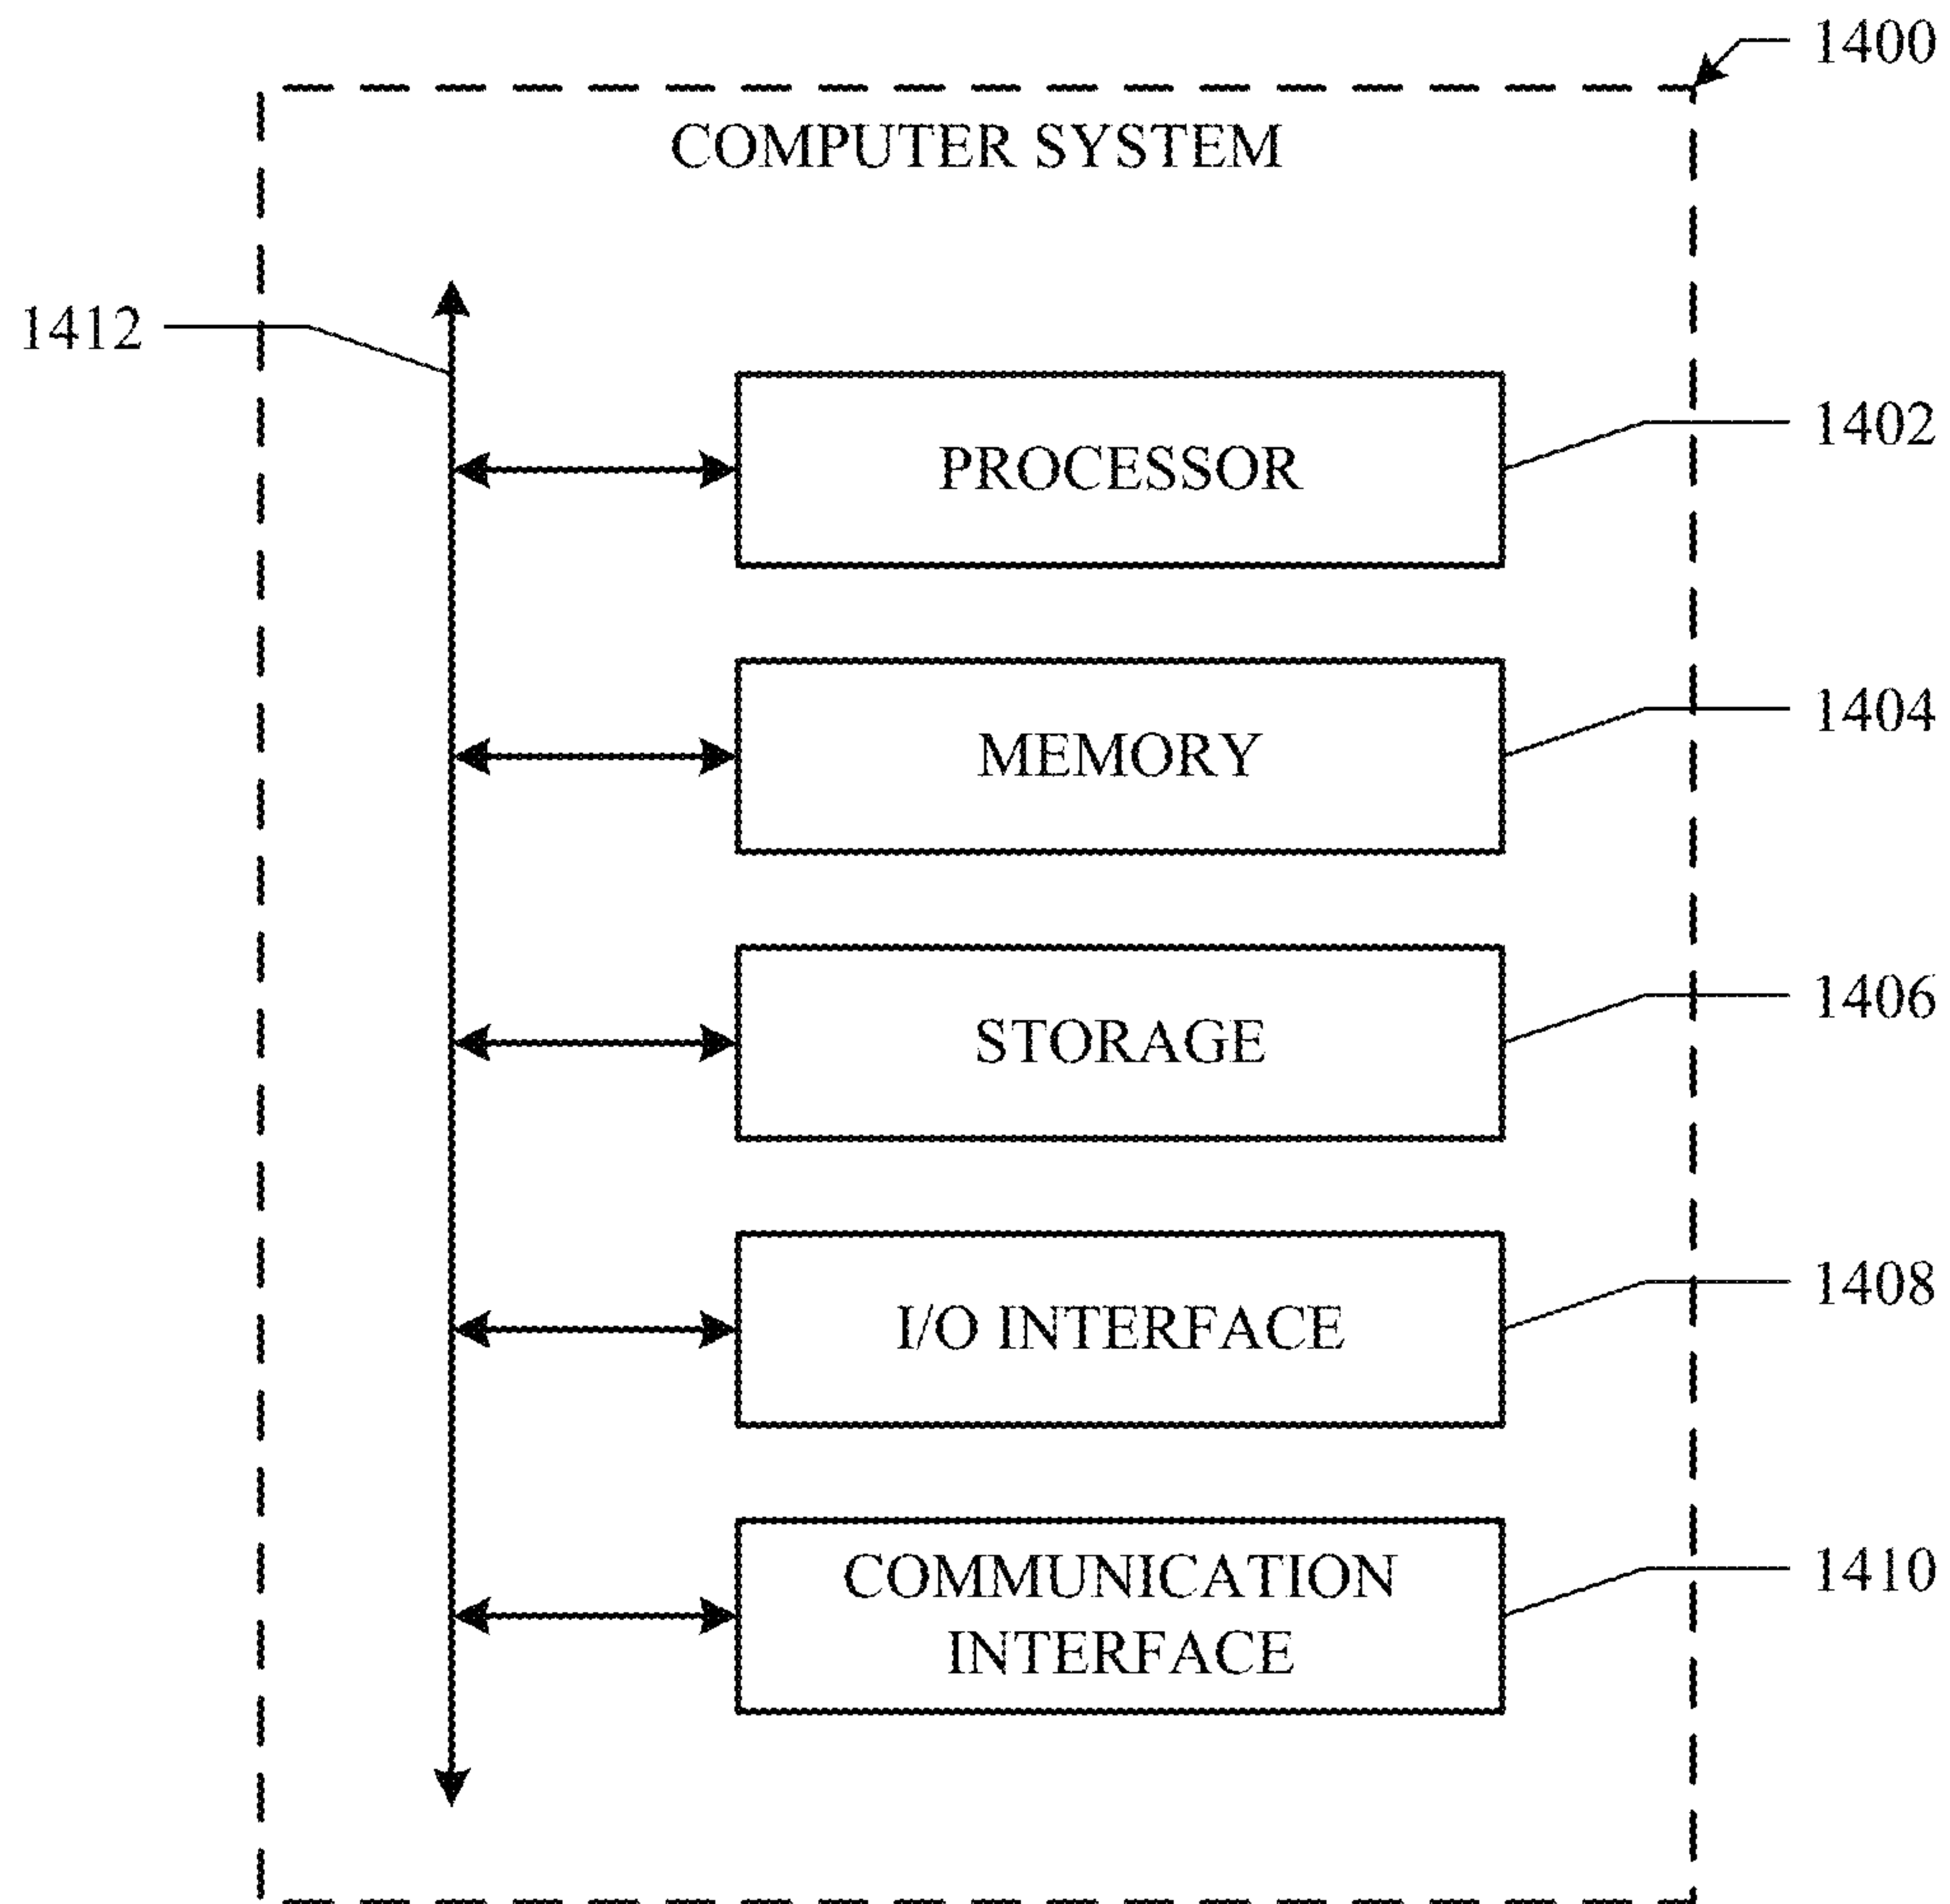 1400
COMPUTER SYSTEM
1412
1402
PROCESSOR
1404
MEMORY
1406
STORAGE
1408
I/O INTERFACE
1410
COMMUNICATION
INTERFACE